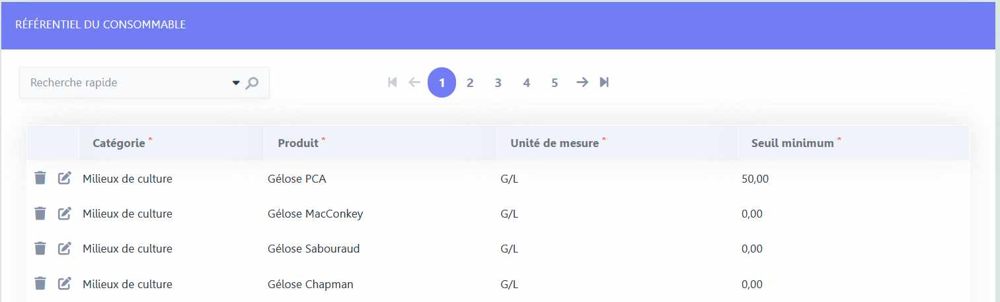 RÉFÉRENTIEL DU CONSOMMABLE
Recherche rapide 1 2 3 4 5
Catégorie * Produit * Unité de mesure * Seuil minimum *
Milieux de culture Gélose PCA G/L 50,00
Milieux de culture Gélose MacConkey G/L 0,00
Milieux de culture Gélose Sabouraud G/L 0,00
Milieux de culture Gélose Chapman G/L 0,00